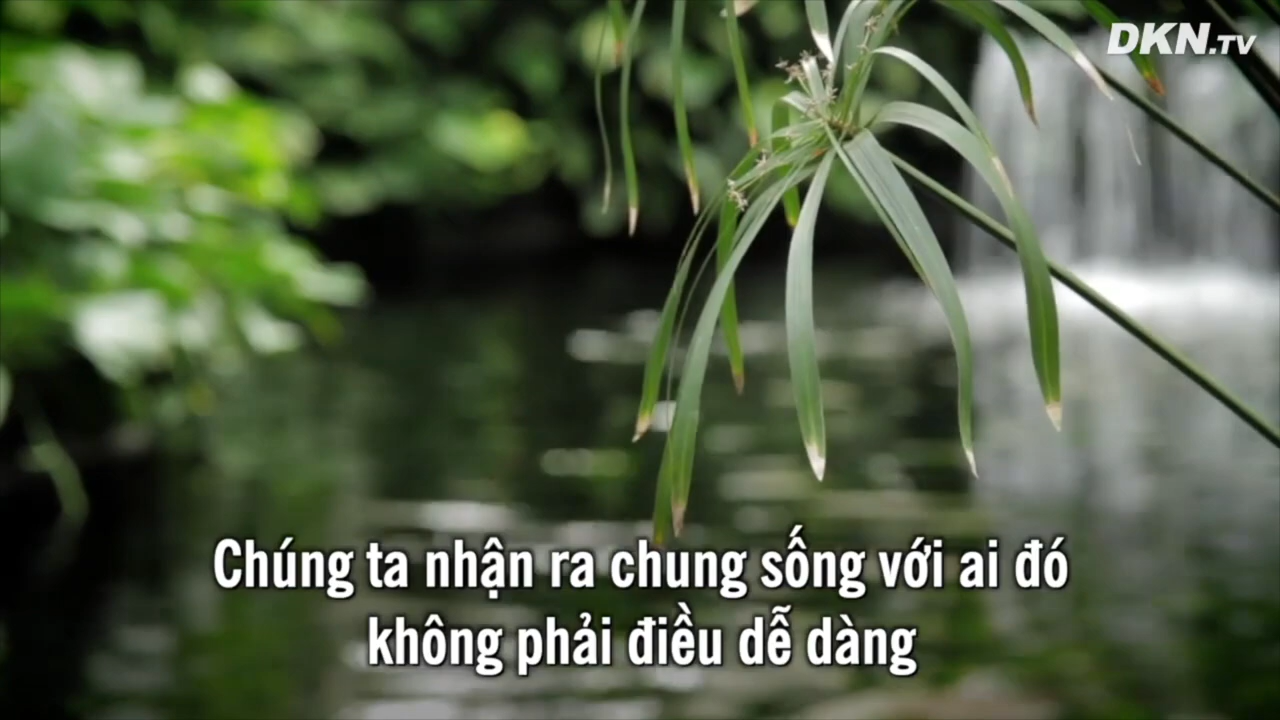 DKN.TV
Chúng ta nhận ra chung sống với ai đó
không phải điều dễ dàng